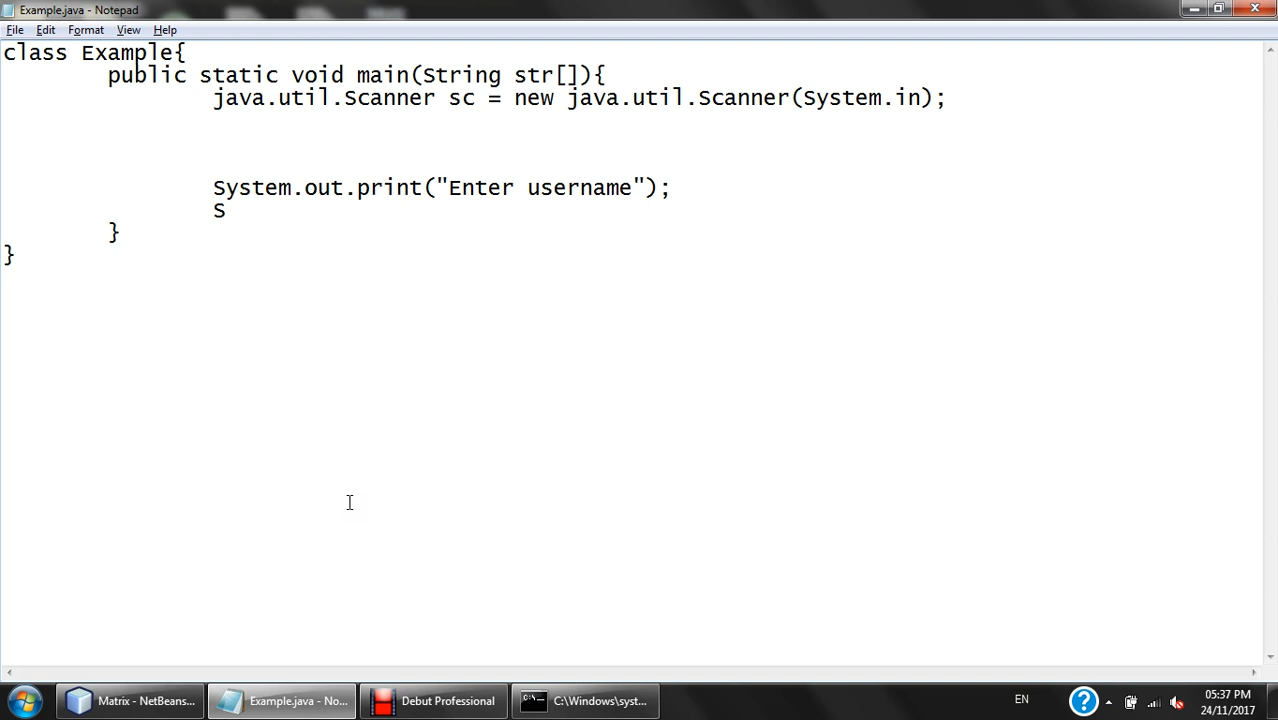 Example.java - Notepad
File Edit Format View Help
class Example{
public static void main(String str[]){
java.util.Scanner sc = new java.util.Scanner(System.in);
System.out.print("Enter username");
S
}
}
Matrix - NetBeans... Example.java - No... Debut Professional C:\Windows\syst... EN 05:37 PM
24/11/2017